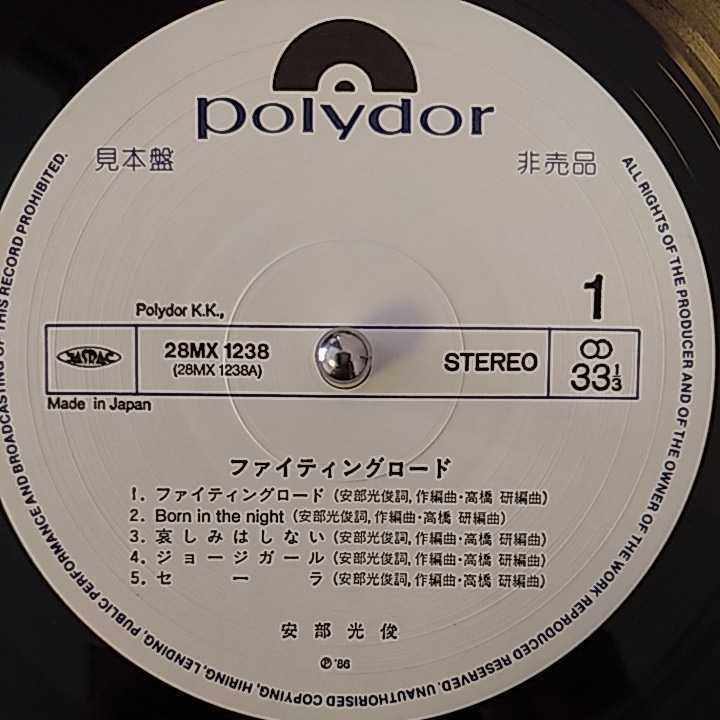 polydor
見本盤
非売品
1
Polydor K.K.,
JASRAC
28MX 1238
(28MX 1238A)
STEREO
33 1/3
Made in Japan
ファイティングロード
1. ファイティングロード (安部光俊詞, 作編曲・高橋 研編曲)
2. Born in the night (安部光俊詞, 作編曲・高橋 研編曲)
3. 哀しみはしない (安部光俊詞, 作編曲・高橋 研編曲)
4. ジョージガール (安部光俊詞, 作編曲・高橋 研編曲)
5. セーラ (安部光俊詞, 作編曲・高橋 研編曲)
安部光俊
Ⓟ '86
ALL RIGHTS OF THE PRODUCER AND OF THE OWNER OF THE WORK REPRODUCED RESERVED. UNAUTHORISED COPYING, HIRING, LENDING, PUBLIC PERFORMANCE AND BROADCASTING OF THIS RECORD PROHIBITED.